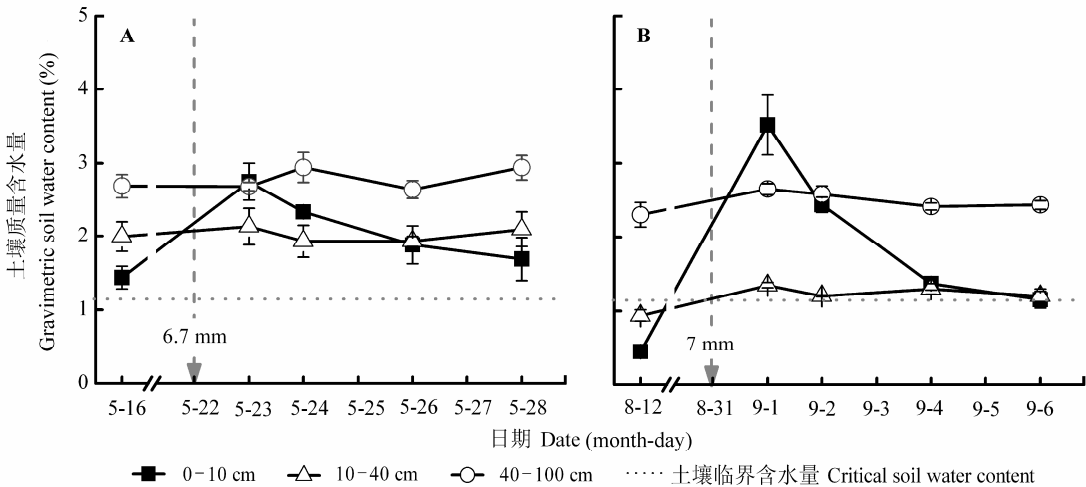 土壤质量含水量
Gravimetric soil water content (%)
5
4
3
2
1
0
A
6.7 mm
5-16 5-22 5-23 5-24 5-25 5-26 5-27 5-28
B
7 mm
8-12 8-31 9-1 9-2 9-3 9-4 9-5 9-6
日期 Date (month-day)
0-10 cm 10-40 cm 40-100 cm 土壤临界含水量 Critical soil water content